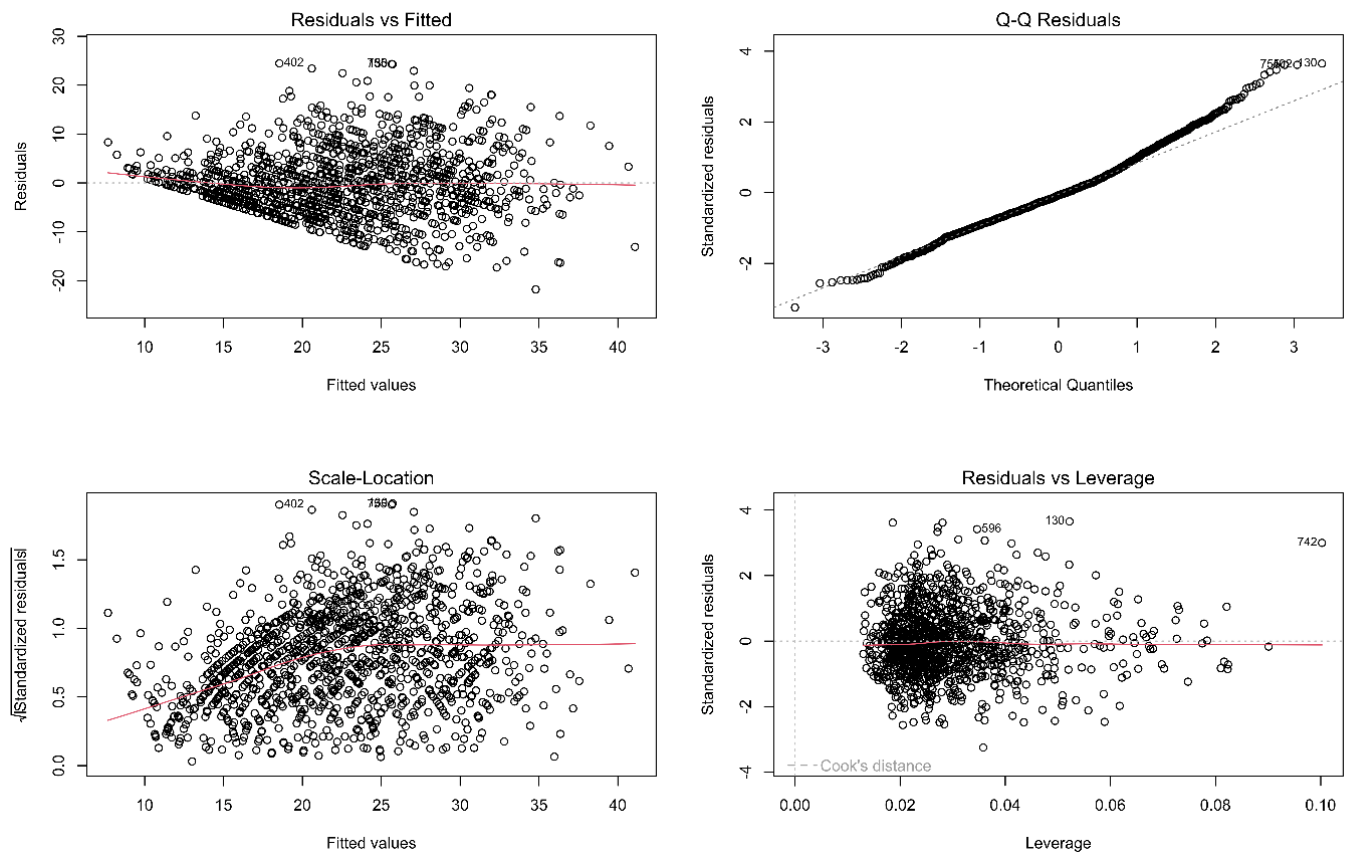 Residuals vs Fitted
Residuals
30
20
10
0
-10
-20
402
10 15 20 25 30 35 40
Fitted values
Q-Q Residuals
Standardized residuals
4
2
0
-2
130
-3 -2 -1 0 1 2 3
Theoretical Quantiles
Scale-Location
√|Standardized residuals|
1.5
1.0
0.5
0.0
402
10 15 20 25 30 35 40
Fitted values
Residuals vs Leverage
Standardized residuals
4
2
0
-2
-4
596
130
742
Cook's distance
0.00 0.02 0.04 0.06 0.08 0.10
Leverage